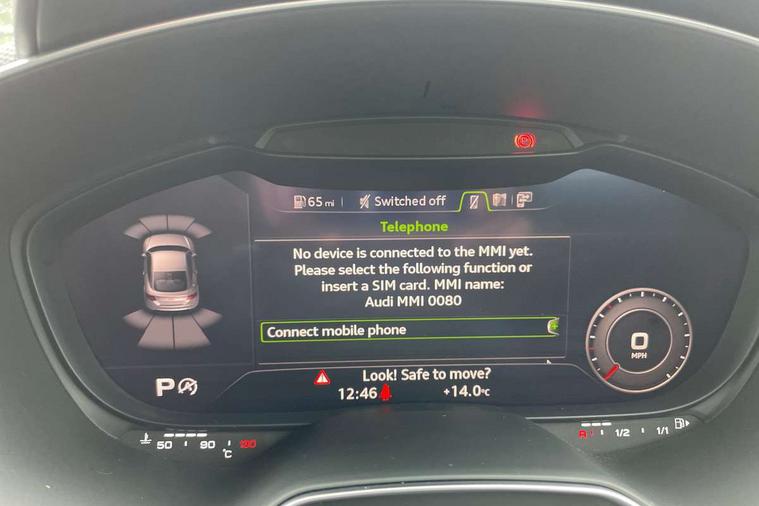 65 mi
Switched off
Telephone
No device is connected to the MMI yet.
Please select the following function or
insert a SIM card. MMI name:
Audi MMI 0080
Connect mobile phone
0
MPH
Look! Safe to move?
P
12:46
+14.0°C
50 90 130
°C
R 1/2 1/1